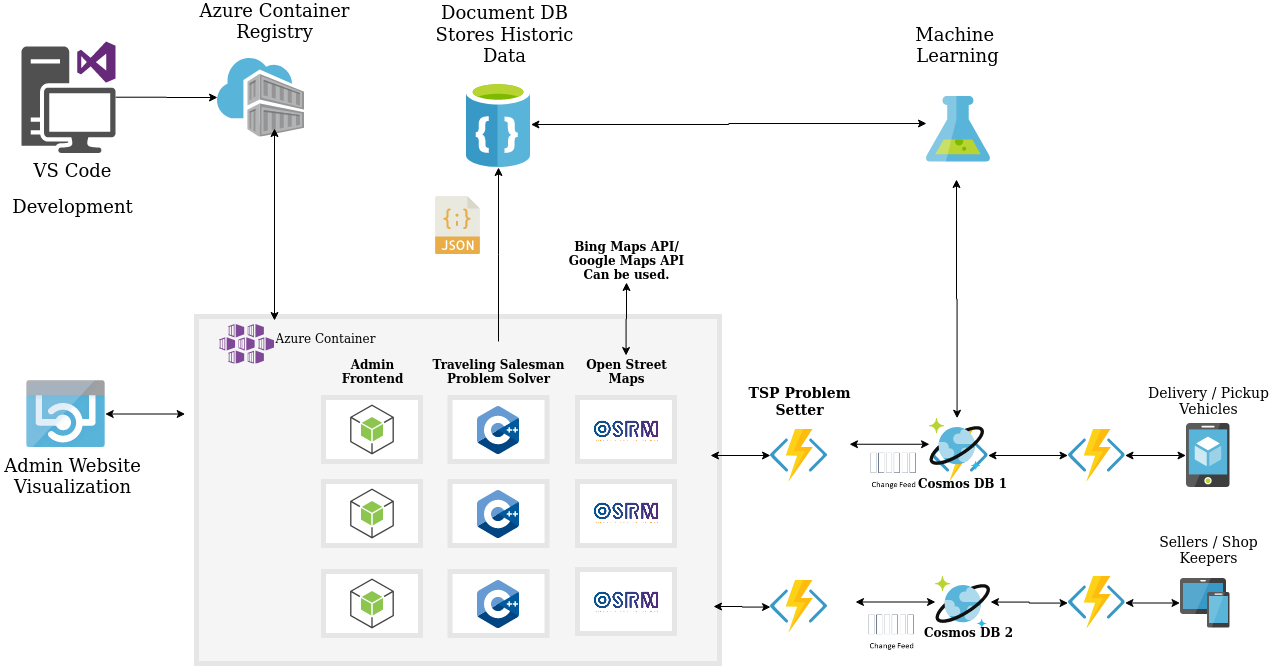 Azure Container
Registry
Document DB
Stores Historic
Data
Machine
Learning
{ }
VS Code
Development
{;}
JSON
Bing Maps API/
Google Maps API
Can be used.
Azure Container
Admin
Frontend
Traveling Salesman
Problem Solver
Open Street
Maps
C++
OSRM
C++
OSRM
C++
OSRM
Admin Website
Visualization
TSP Problem
Setter
Change Feed
Cosmos DB 1
Delivery / Pickup
Vehicles
Sellers / Shop
Keepers
Change Feed
Cosmos DB 2